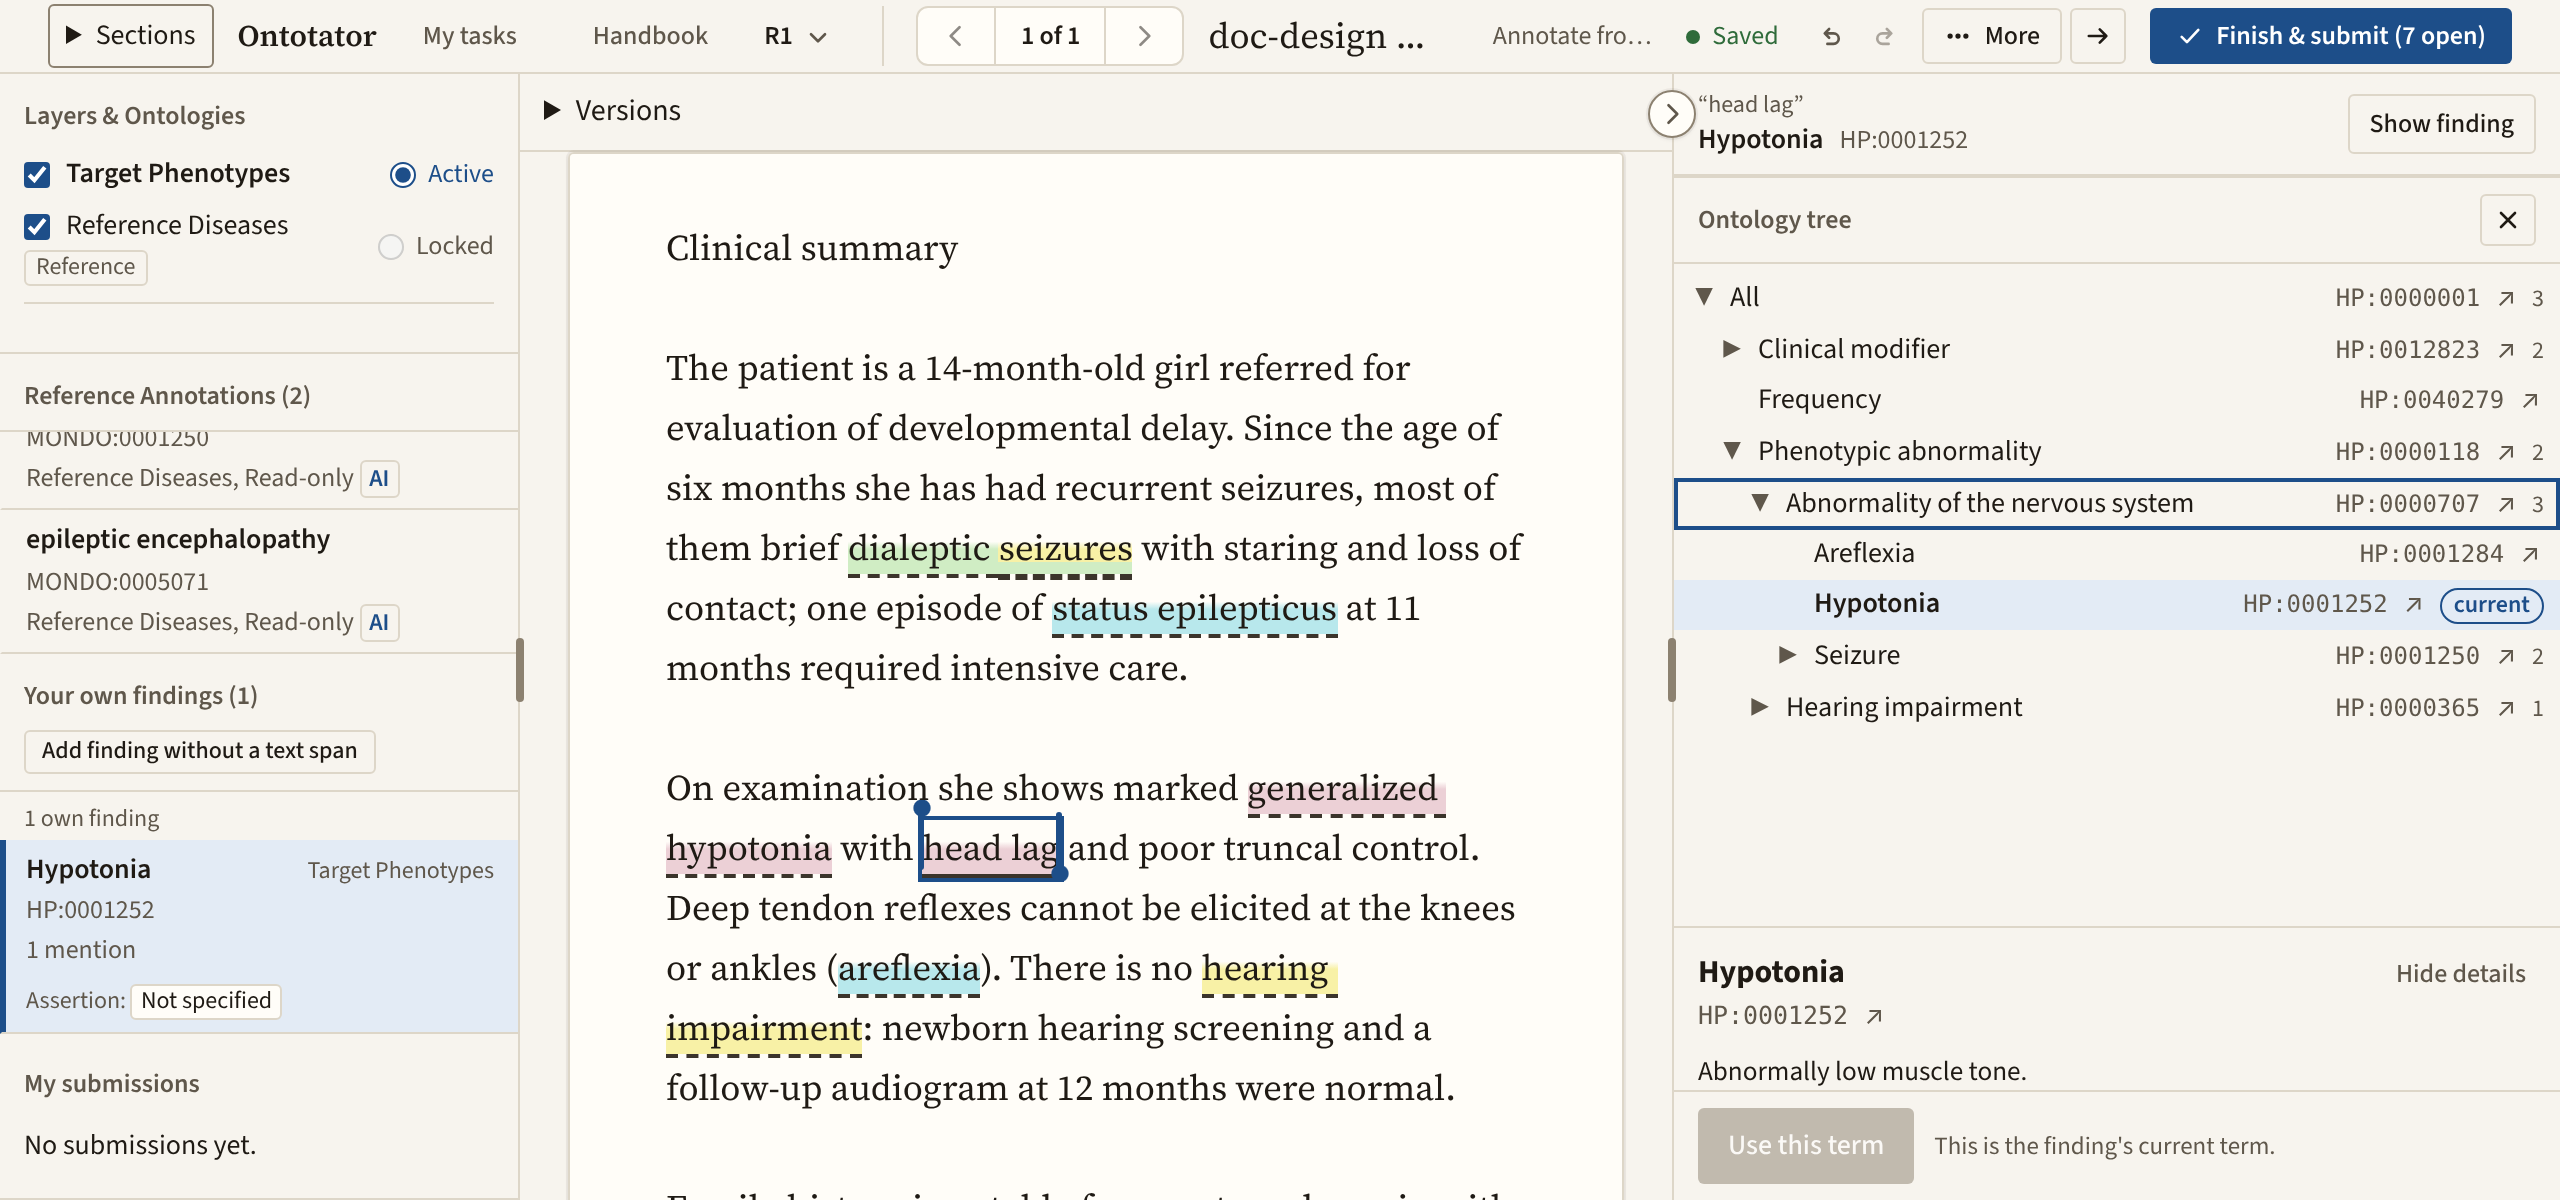 Sections
Ontotator
My tasks
Handbook
R1
1 of 1
doc-design ...
Annotate fro...
Saved
More
Finish & submit (7 open)
Layers & Ontologies
Target Phenotypes
Active
Reference Diseases
Locked
Reference
Reference Annotations (2)
MONDO:0001250
Reference Diseases, Read-only AI
epileptic encephalopathy
MONDO:0005071
Reference Diseases, Read-only AI
Your own findings (1)
Add finding without a text span
1 own finding
Hypotonia Target Phenotypes
HP:0001252
1 mention
Assertion: Not specified
My submissions
No submissions yet.
Versions
Clinical summary
The patient is a 14-month-old girl referred for
evaluation of developmental delay. Since the age of
six months she has had recurrent seizures, most of
them brief dialeptic seizures with staring and loss of
contact; one episode of status epilepticus at 11
months required intensive care.
On examination she shows marked generalized
hypotonia with head lag and poor truncal control.
Deep tendon reflexes cannot be elicited at the knees
or ankles (areflexia). There is no hearing
impairment: newborn hearing screening and a
follow-up audiogram at 12 months were normal.
“head lag”
Hypotonia HP:0001252
Show finding
Ontology tree
All HP:0000001 3
Clinical modifier HP:0012823 2
Frequency HP:0040279
Phenotypic abnormality HP:0000118 2
Abnormality of the nervous system HP:0000707 3
Areflexia HP:0001284
Hypotonia HP:0001252 current
Seizure HP:0001250 2
Hearing impairment HP:0000365 1
Hypotonia
Hide details
HP:0001252
Abnormally low muscle tone.
Use this term
This is the finding's current term.